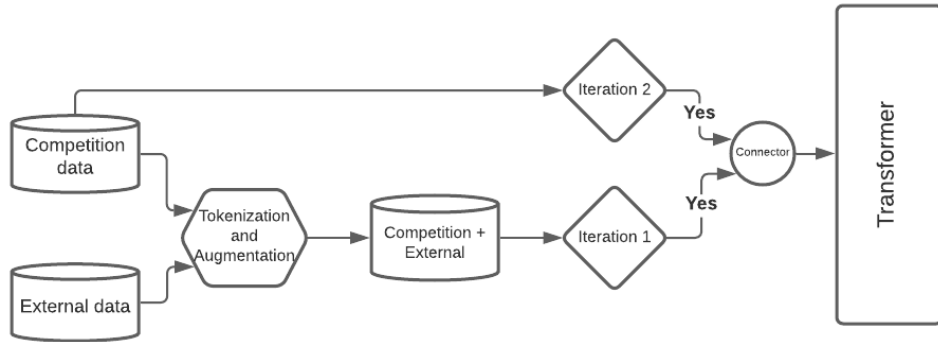 Competition
data
External data
Tokenization
and
Augmentation
Competition +
External
Iteration 2
Iteration 1
Yes
Yes
Connector
Transformer